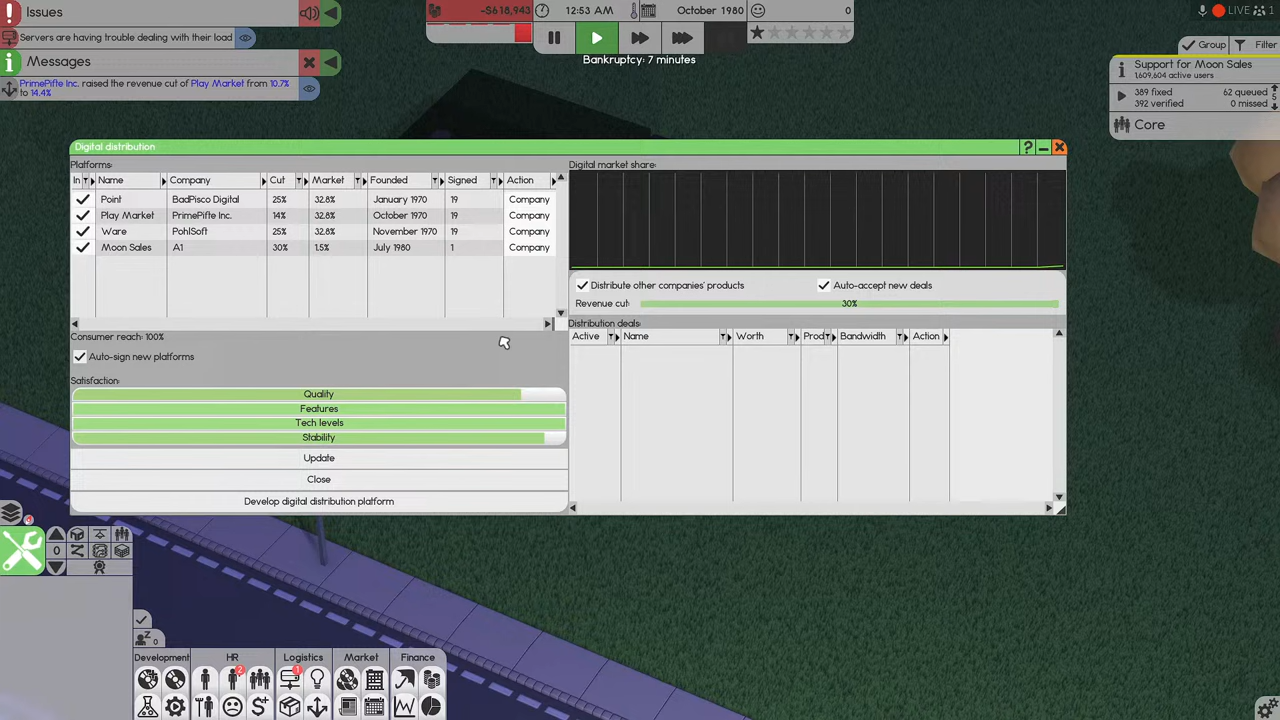 Issues
Servers are having trouble dealing with their load
Messages
PrimePifte Inc. raised the revenue cut of Play Market from 10.7% to 14.4%
-$618,943
12:53 AM
October 1980
0
Bankruptcy: 7 minutes
LIVE
1
Group
Filter
Support for Moon Sales
1,609,604 active users
389 fixed
62 queued
392 verified
0 missed
5
Core
Digital distribution
?
Platforms:
In Name Company Cut Market Founded Signed Action
Point BadPisco Digital 25% 32.8% January 1970 19 Company
Play Market PrimePifte Inc. 14% 32.8% October 1970 19 Company
Ware PohlSoft 25% 32.8% November 1970 19 Company
Moon Sales A1 30% 1.5% July 1980 1 Company
Consumer reach: 100%
Auto-sign new platforms
Satisfaction:
Quality
Features
Tech levels
Stability
Update
Close
Develop digital distribution platform
Digital market share:
Distribute other companies' products
Auto-accept new deals
Revenue cut:
30%
Distribution deals:
Active Name Worth Prod Bandwidth Action
0
0
Development
HR
Logistics
Market
Finance
2
1